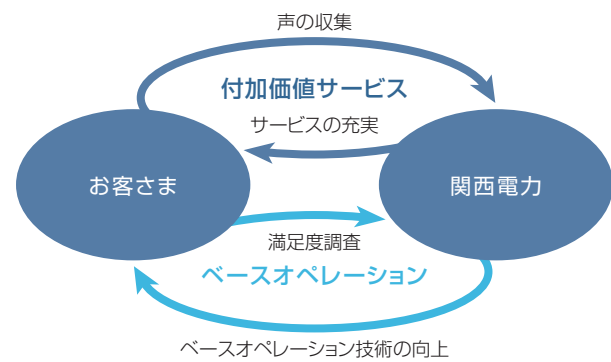 声の収集
付加価値サービス
サービスの充実
お客さま
関西電力
満足度調査
ベースオペレーション
ベースオペレーション技術の向上